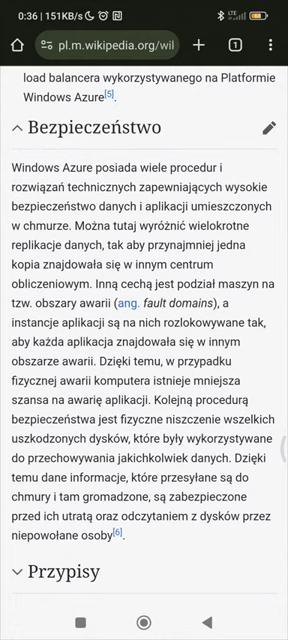 0:36 | 151KB/s
LTE
pl.m.wikipedia.org/wil
1
load balancera wykorzystywanego na Platformie
Windows Azure[5].
Bezpieczeństwo
Windows Azure posiada wiele procedur i
rozwiązań technicznych zapewniających wysokie
bezpieczeństwo danych i aplikacji umieszczonych
w chmurze. Można tutaj wyróżnić wielokrotne
replikacje danych, tak aby przynajmniej jedna
kopia znajdowała się w innym centrum
obliczeniowym. Inną cechą jest podział maszyn na
tzw. obszary awarii (ang. fault domains), a
instancje aplikacji są na nich rozlokowywane tak,
aby każda aplikacja znajdowała się w innym
obszarze awarii. Dzięki temu, w przypadku
fizycznej awarii komputera istnieje mniejsza
szansa na awarię aplikacji. Kolejną procedurą
bezpieczeństwa jest fizyczne niszczenie wszelkich
uszkodzonych dysków, które były wykorzystywane
do przechowywania jakichkolwiek danych. Dzięki
temu dane informacje, które przesyłane są do
chmury i tam gromadzone, są zabezpieczone
przed ich utratą oraz odczytaniem z dysków przez
niepowołane osoby[6].
Przypisy